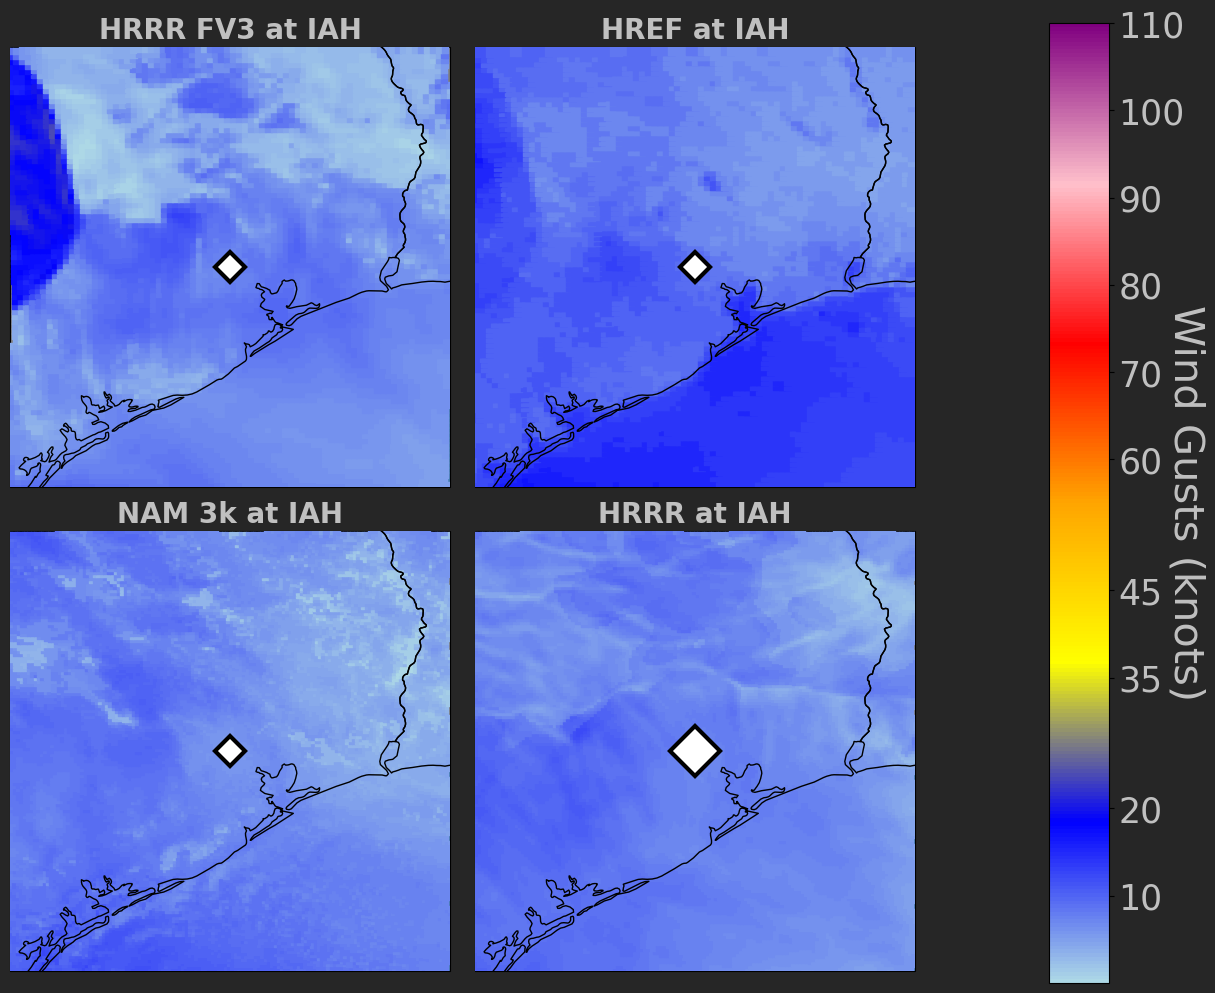 HRRR FV3 at IAH
HREF at IAH
NAM 3k at IAH
HRRR at IAH
110
100
90
80
70
60
45
35
20
10
Wind Gusts (knots)